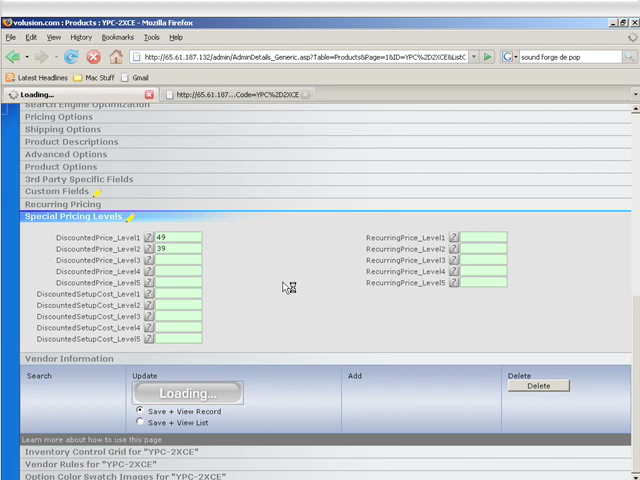 volusion.com : Products : YPC-2XCE - Mozilla Firefox
File Edit View History Bookmarks Tools Help
http://65.61.187.132/admin/AdminDetails_Generic.asp?Table=Products&Page=1&ID=YPC%2D2XCE&ListC
sound forge de pop
Latest Headlines Mac Stuff Gmail
Loading... http://65.61.187...Code=YPC%2D2XCE
Search Engine Optimization
Pricing Options
Shipping Options
Product Descriptions
Advanced Options
Product Options
3rd Party Specific Fields
Custom Fields
Recurring Pricing
Special Pricing Levels
DiscountedPrice_Level1 ? 49 RecurringPrice_Level1 ?
DiscountedPrice_Level2 ? 39 RecurringPrice_Level2 ?
DiscountedPrice_Level3 ? RecurringPrice_Level3 ?
DiscountedPrice_Level4 ? RecurringPrice_Level4 ?
DiscountedPrice_Level5 ? RecurringPrice_Level5 ?
DiscountedSetupCost_Level1 ?
DiscountedSetupCost_Level2 ?
DiscountedSetupCost_Level3 ?
DiscountedSetupCost_Level4 ?
DiscountedSetupCost_Level5 ?
Vendor Information
Search Update Add Delete
Loading... Delete
Save + View Record
Save + View List
Learn more about how to use this page
Inventory Control Grid for "YPC-2XCE"
Vendor Rules for "YPC-2XCE"
Option Color Swatch Images for "YPC-2XCE"